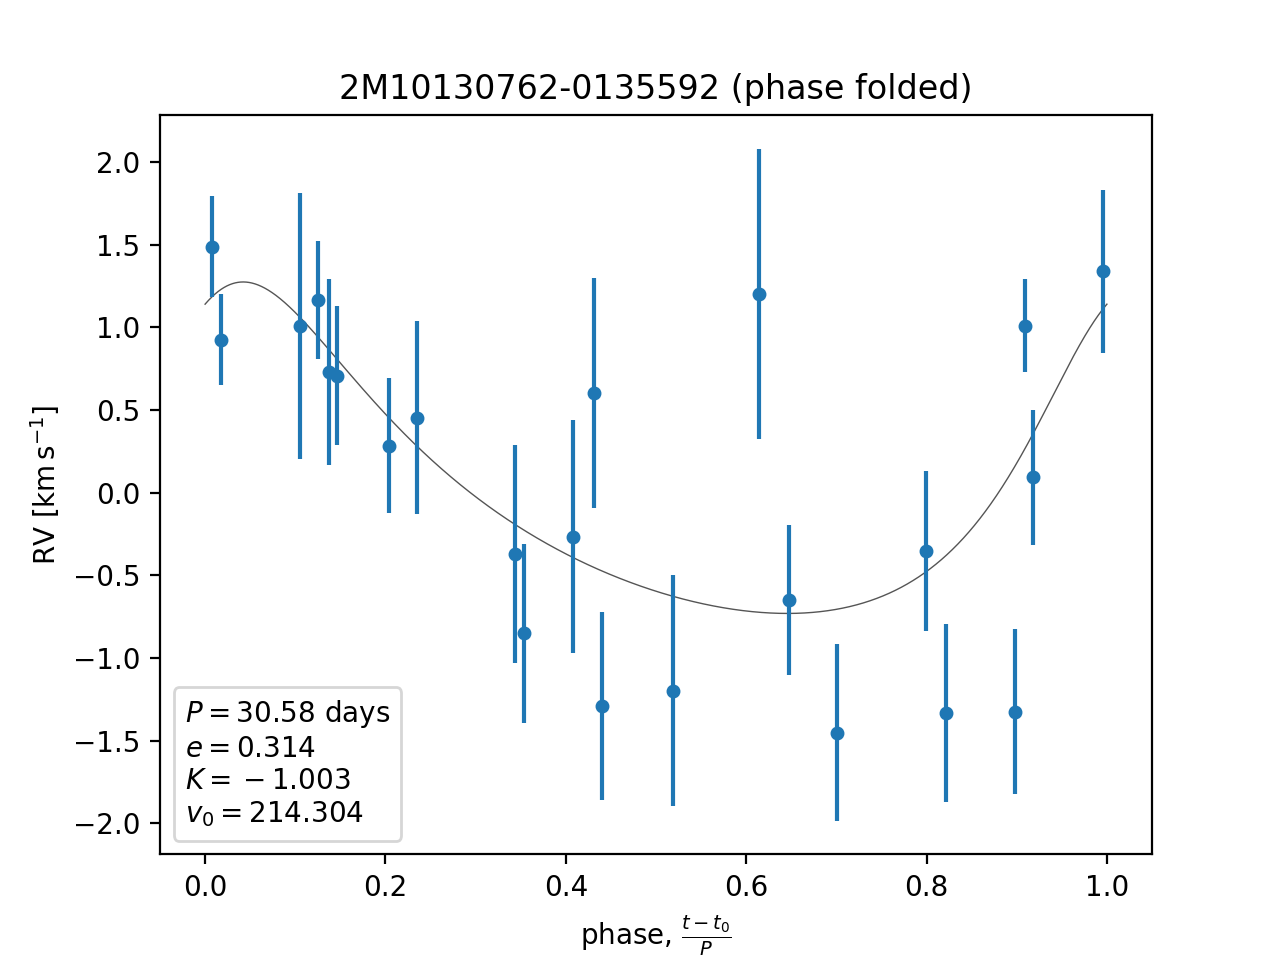 2M10130762-0135592 (phase folded)
2.0
1.5
1.0
0.5
0.0
−0.5
−1.0
−1.5
−2.0
RV [km s⁻¹]
P = 30.58 days
e = 0.314
K = −1.003
v₀ = 214.304
0.0 0.2 0.4 0.6 0.8 1.0
phase, (t − t₀)/P